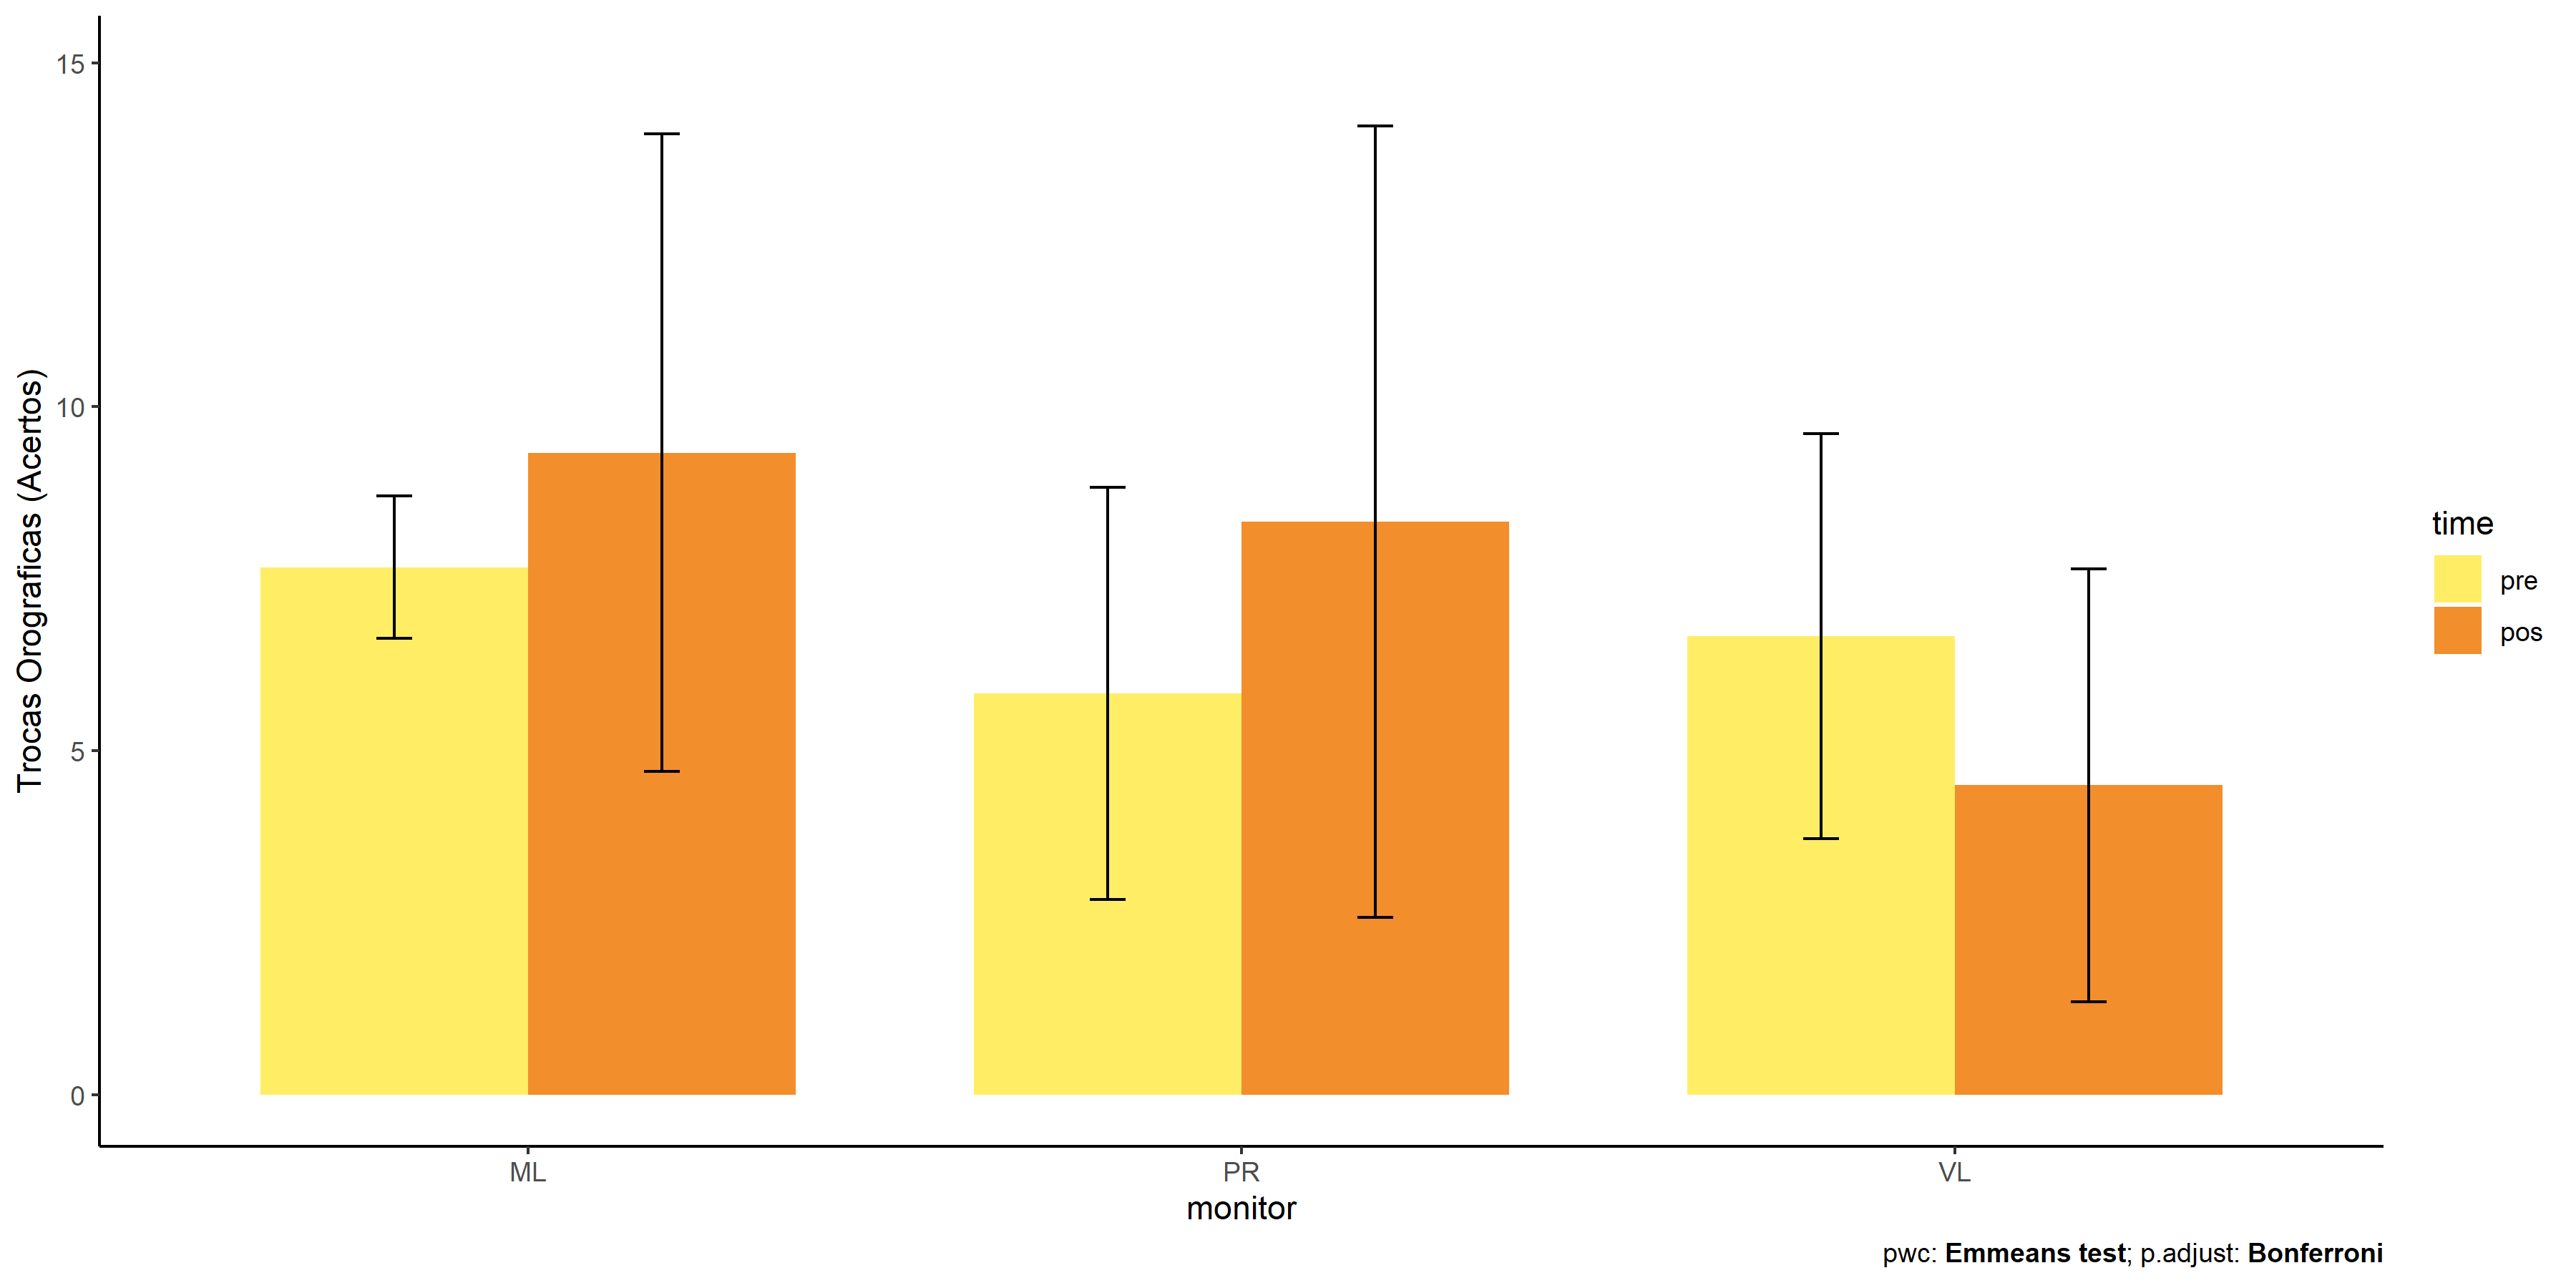 Trocas Orograficas (Acertos)
15
10
5
0
ML
PR
VL
monitor
time
pre
pos
pwc: Emmeans test; p.adjust: Bonferroni